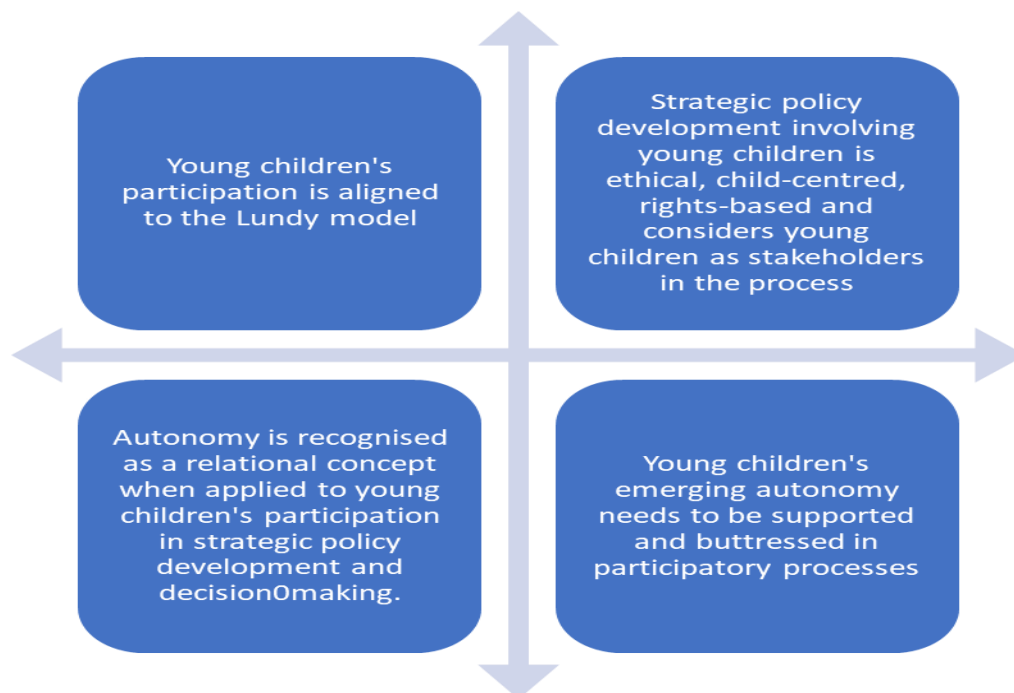 Young children's
participation is aligned
to the Lundy model
Strategic policy
development involving
young children is
ethical, child-centred,
rights-based and
considers young
children as stakeholders
in the process
Autonomy is recognised
as a relational concept
when applied to young
children's participation
in strategic policy
development and
decision0making.
Young children's
emerging autonomy
needs to be supported
and buttressed in
participatory processes